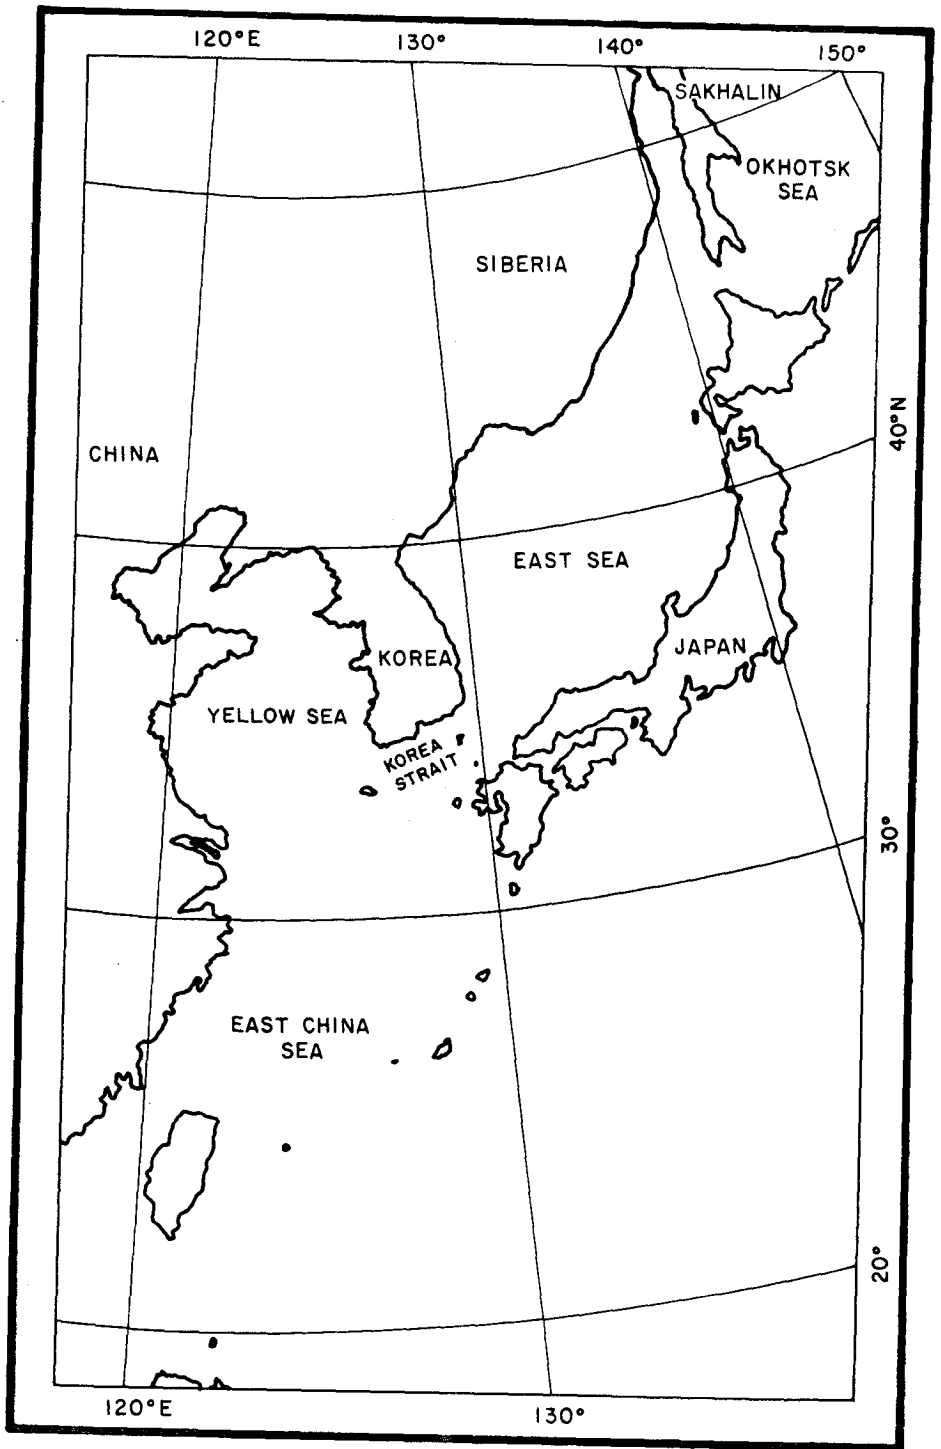 120°E
130°
140°
150°
SAKHALIN
OKHOTSK
SEA
SIBERIA
40°N
CHINA
EAST SEA
JAPAN
KOREA
YELLOW SEA
KOREA
STRAIT
30°
EAST CHINA
SEA
20°
120°E
130°